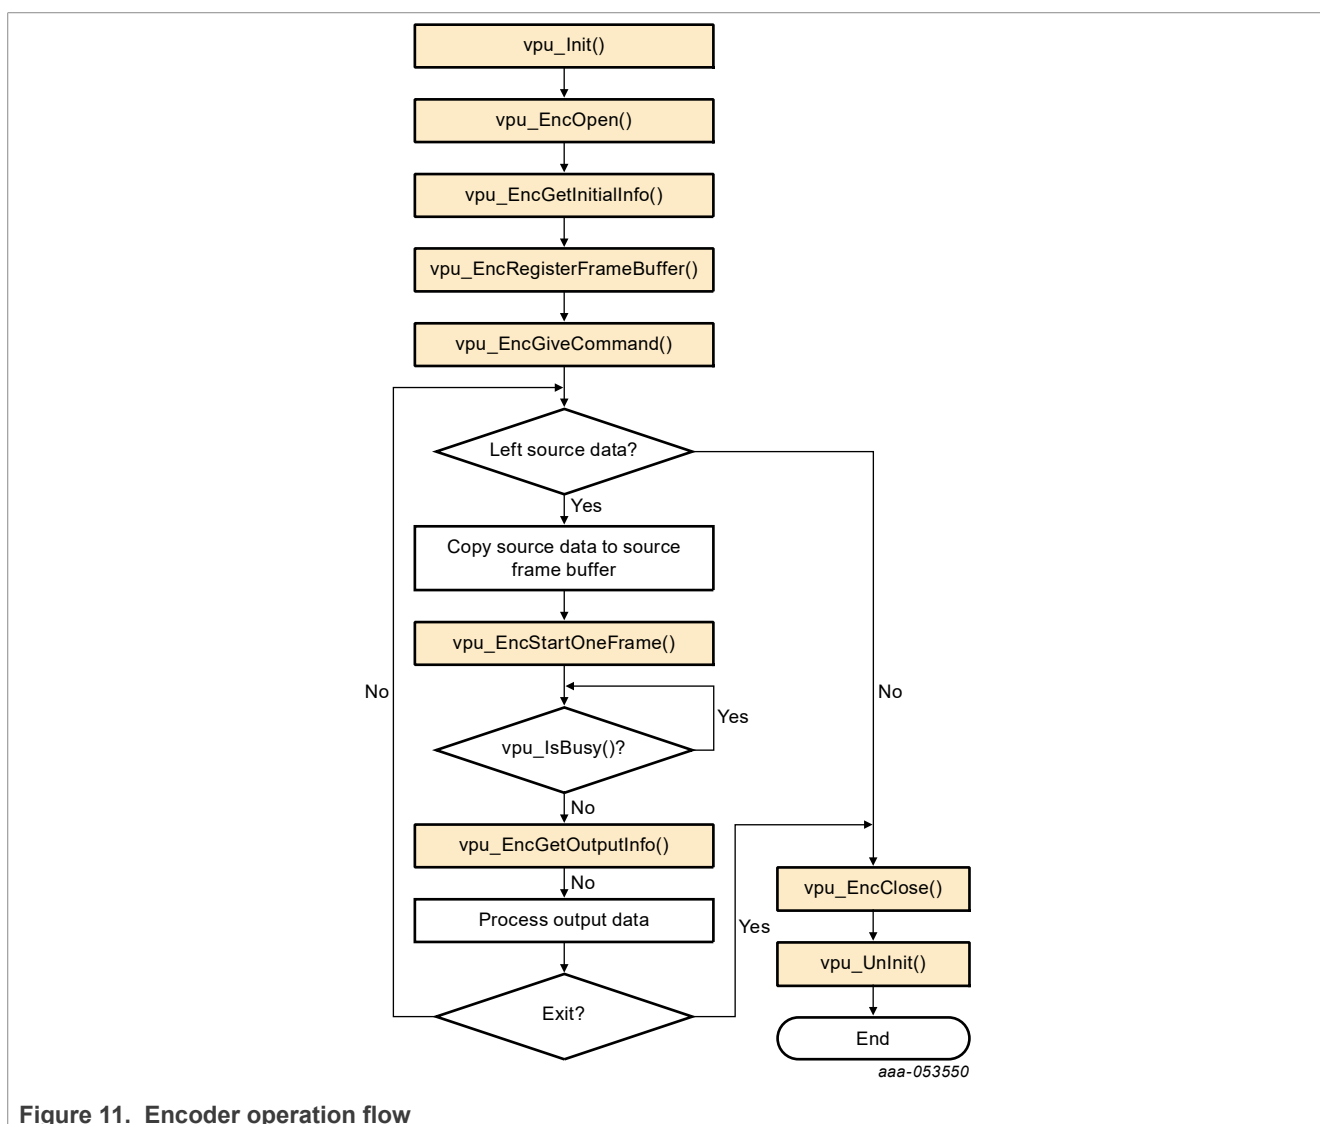 vpu_Init()
vpu_EncOpen()
vpu_EncGetInitialInfo()
vpu_EncRegisterFrameBuffer()
vpu_EncGiveCommand()
Left source data?
Yes
Copy source data to source
frame buffer
vpu_EncStartOneFrame()
No
No
Yes
vpu_IsBusy()?
No
vpu_EncGetOutputInfo()
No
Process output data
Yes
Exit?
vpu_EncClose()
vpu_UnInit()
End
aaa-053550
Figure 11. Encoder operation flow